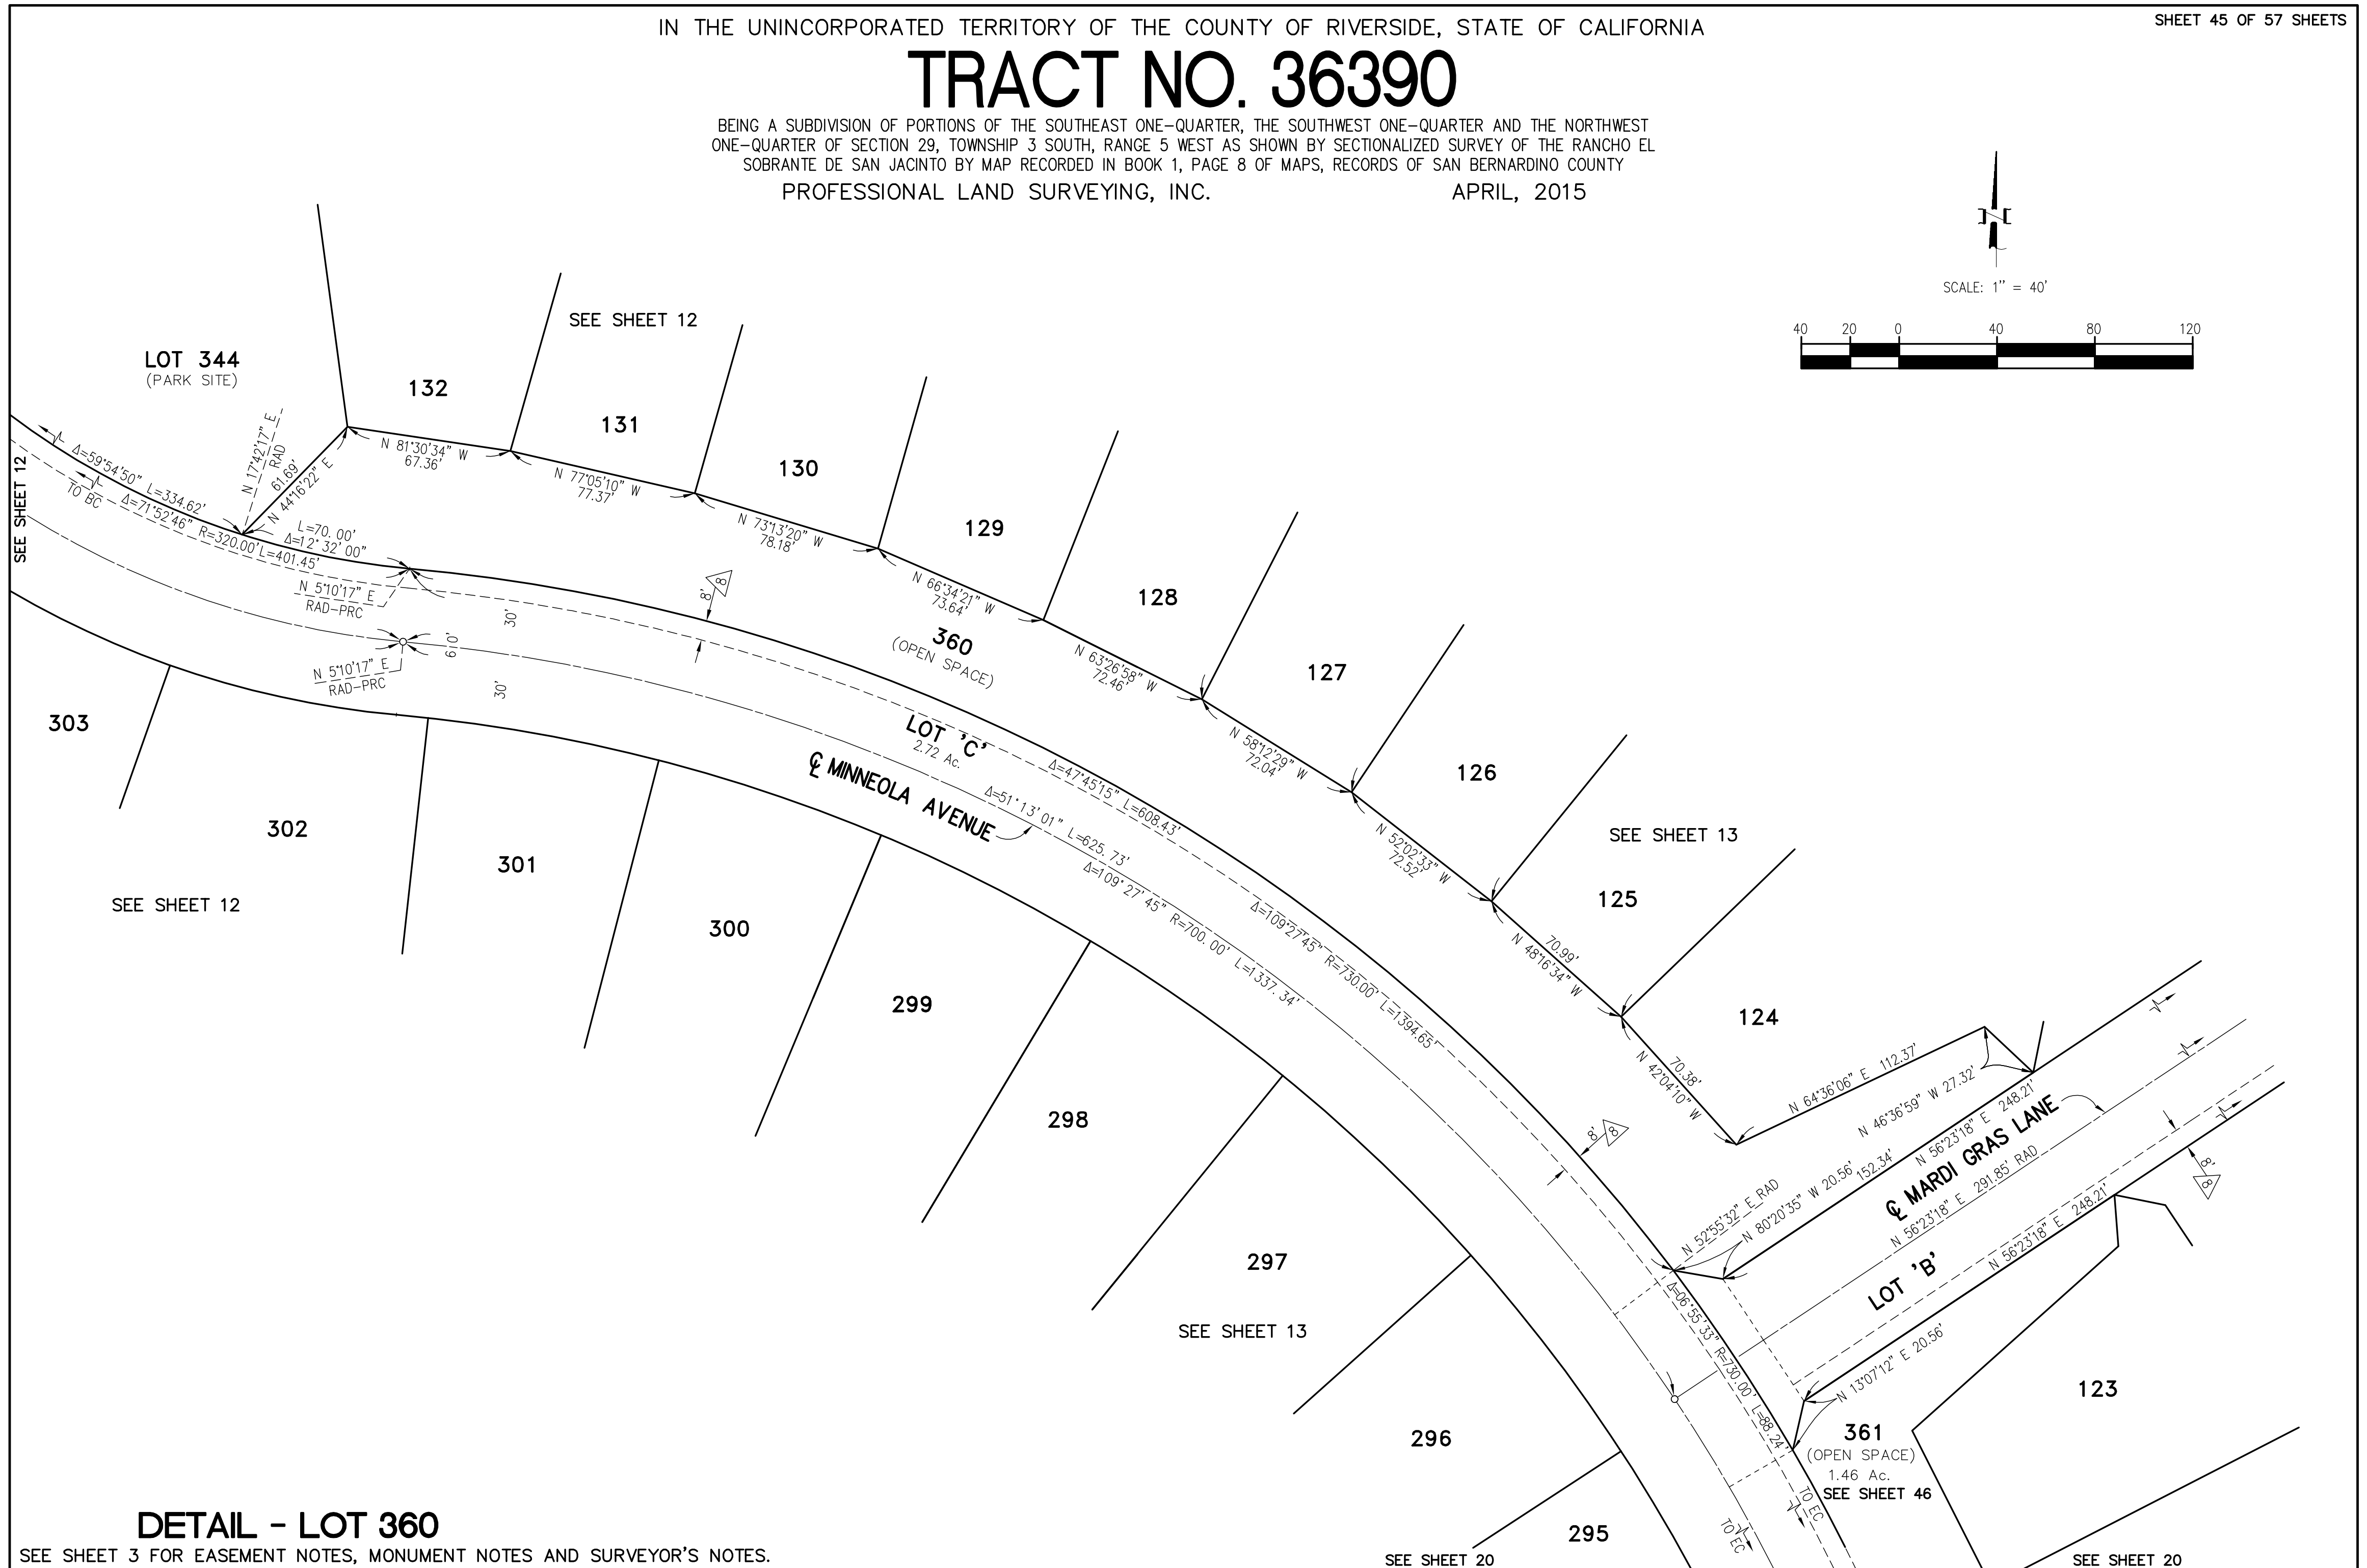 IN THE UNINCORPORATED TERRITORY OF THE COUNTY OF RIVERSIDE, STATE OF CALIFORNIA
SHEET 45 OF 57 SHEETS
TRACT NO. 36390
BEING A SUBDIVISION OF PORTIONS OF THE SOUTHEAST ONE-QUARTER, THE SOUTHWEST ONE-QUARTER AND THE NORTHWEST
ONE-QUARTER OF SECTION 29, TOWNSHIP 3 SOUTH, RANGE 5 WEST AS SHOWN BY SECTIONALIZED SURVEY OF THE RANCHO EL
SOBRANTE DE SAN JACINTO BY MAP RECORDED IN BOOK 1, PAGE 8 OF MAPS, RECORDS OF SAN BERNARDINO COUNTY
PROFESSIONAL LAND SURVEYING, INC. APRIL, 2015
N
SCALE: 1" = 40'
40 20 0 40 80 120
SEE SHEET 12
LOT 344
(PARK SITE)
132
131
130
129
128
127
126
125
124
SEE SHEET 13
N 17°42'17" E
RAD
61.69'
N 44°16'22" E
N 81°30'34" W
67.36'
N 77°05'10" W
77.37'
N 73°13'20" W
78.18'
N 66°34'21" W
73.64'
N 63°26'58" W
72.46'
N 58°12'29" W
72.04'
N 52°02'33" W
72.52'
70.99'
N 48°16'34" W
70.38'
N 42°04'10" W
SEE SHEET 12
Δ=59°54'50" L=334.62'
TO BC
Δ=71°52'46" R=320.00' L=401.45'
L=70.00'
Δ=12°32'00"
N 5°10'17" E
RAD-PRC
N 5°10'17" E
RAD-PRC
30'
60'
30'
8'
8
360
(OPEN SPACE)
LOT 'C'
2.72 Ac.
℄ MINNEOLA AVENUE
Δ=47°45'15" L=608.43'
Δ=51°13'01" L=625.73'
Δ=109°27'45" R=700.00' L=1337.34'
Δ=109°27'45" R=730.00' L=1394.65'
N 64°36'06" E 112.37'
N 46°36'59" W 27.32'
N 56°23'18" E 248.21'
152.34'
℄ MARDI GRAS LANE
N 56°23'18" E 291.85' RAD
8'
8
N 52°55'32" E RAD
N 80°20'35" W 20.56'
LOT 'B'
N 56°23'18" E 248.21'
8'
8
N 13°07'12" E 20.56'
Δ=06°55'33" R=730.00' L=88.24'
TO EC
TO EC
123
361
(OPEN SPACE)
1.46 Ac.
SEE SHEET 46
303
302
301
300
299
298
297
296
295
SEE SHEET 12
SEE SHEET 13
SEE SHEET 20
SEE SHEET 20
DETAIL - LOT 360
SEE SHEET 3 FOR EASEMENT NOTES, MONUMENT NOTES AND SURVEYOR'S NOTES.